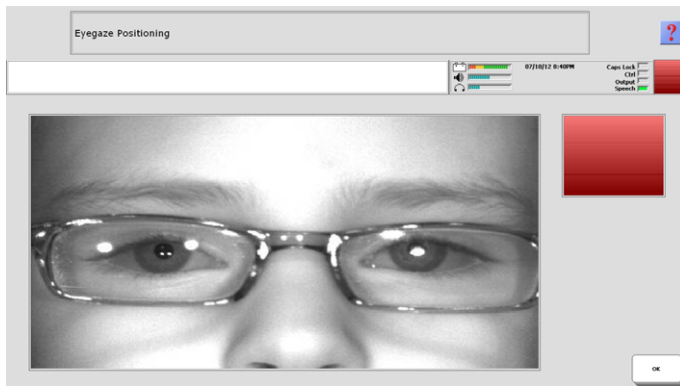 Eyegaze Positioning
?
07/10/12 8:40PM
Caps Lock
Ctrl
Output
Speech
OK